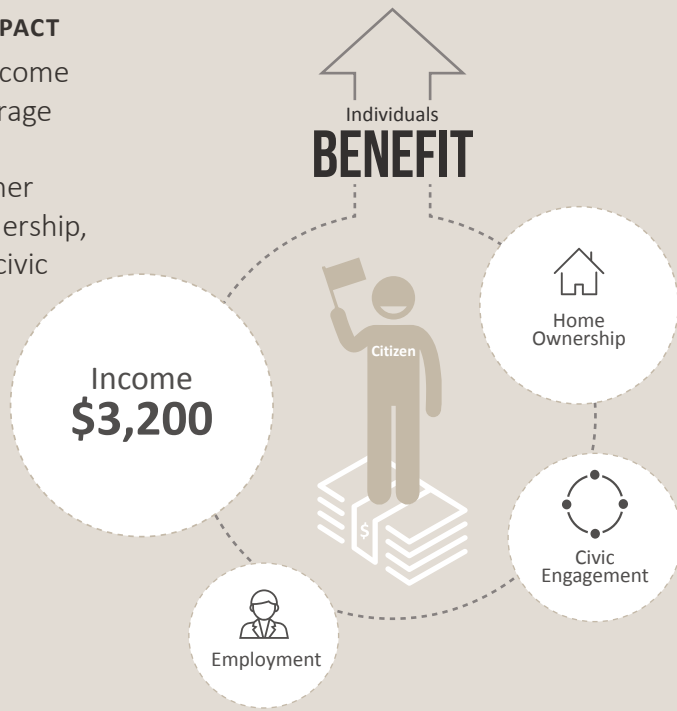 PACT
come
rage
her
ership,
civic
Individuals
BENEFIT
Home
Ownership
Citizen
Income
$3,200
$
Civic
Engagement
Employment